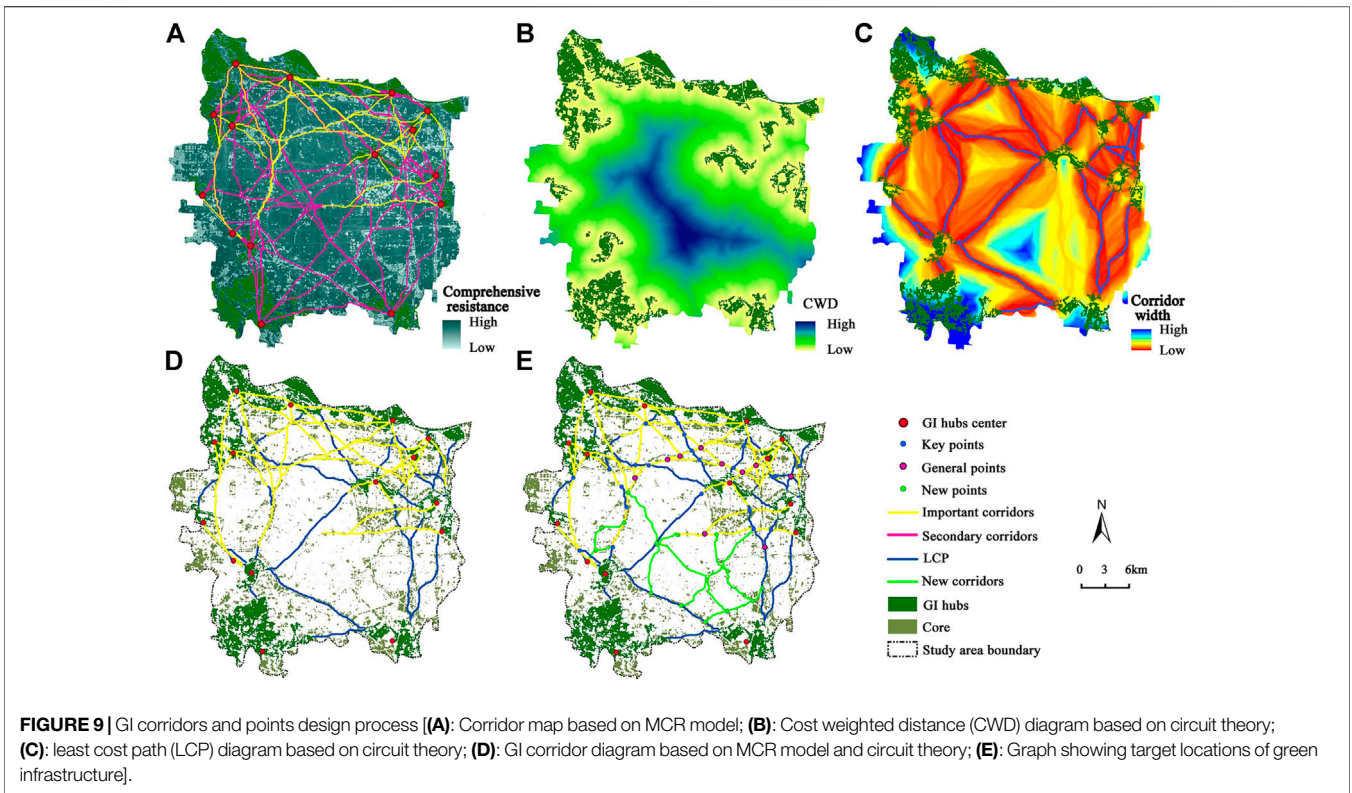 A
B
C
Comprehensive
resistance
High
Low
CWD
High
Low
Corridor
width
High
Low
D
E
GI hubs center
Key points
General points
New points
Important corridors
Secondary corridors
LCP
New corridors
GI hubs
Core
Study area boundary
N
0 3 6km
FIGURE 9 | GI corridors and points design process [(A): Corridor map based on MCR model; (B): Cost weighted distance (CWD) diagram based on circuit theory;
(C): least cost path (LCP) diagram based on circuit theory; (D): GI corridor diagram based on MCR model and circuit theory; (E): Graph showing target locations of green
infrastructure].